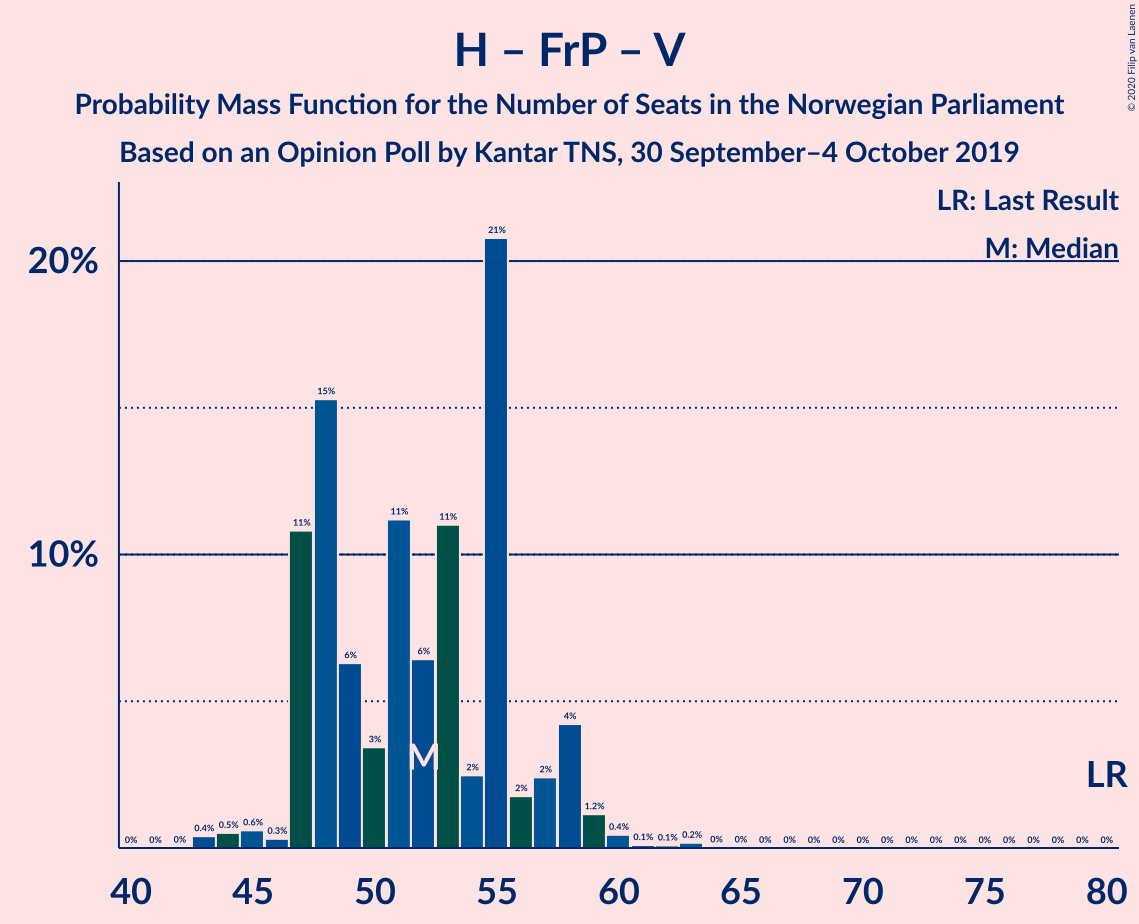 H – FrP – V
Probability Mass Function for the Number of Seats in the Norwegian Parliament
Based on an Opinion Poll by Kantar TNS, 30 September–4 October 2019
© 2020 Filip van Laenen
LR: Last Result
M: Median
20%
10%
21%
15%
11% 11% 11%
6% 6%
4%
3% 2% 2% 2%
1.2%
0% 0% 0% 0.4% 0.5% 0.6% 0.3% 0.4% 0.1% 0.1% 0.2% 0% 0% 0% 0% 0% 0% 0% 0% 0% 0% 0% 0% 0% 0% 0% 0% 0%
M
LR
40 45 50 55 60 65 70 75 80